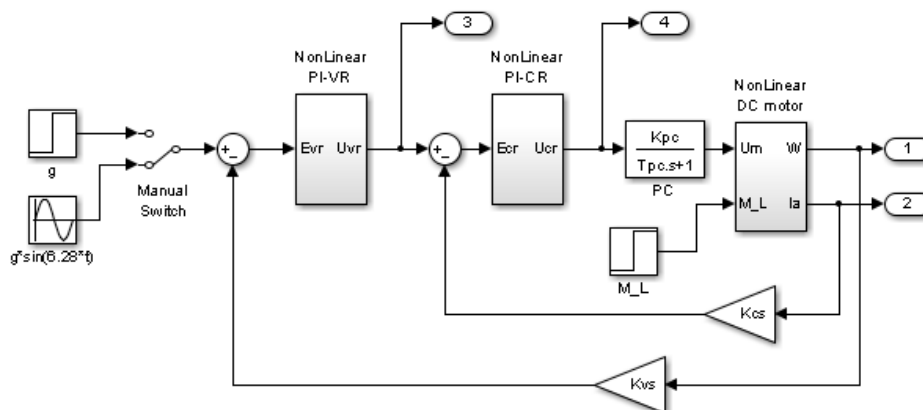 3
4
NonLinear
PI-VR
NonLinear
PI-CR
NonLinear
DC motor
g
Manual
Switch
g*sin(6.28*t)
+
-
Evr
Uvr
+
-
Ecr
Ucr
Kpc
Tpc.s+1
PC
Um
W
M_L
Ia
1
2
M_L
Kcs
Kvs